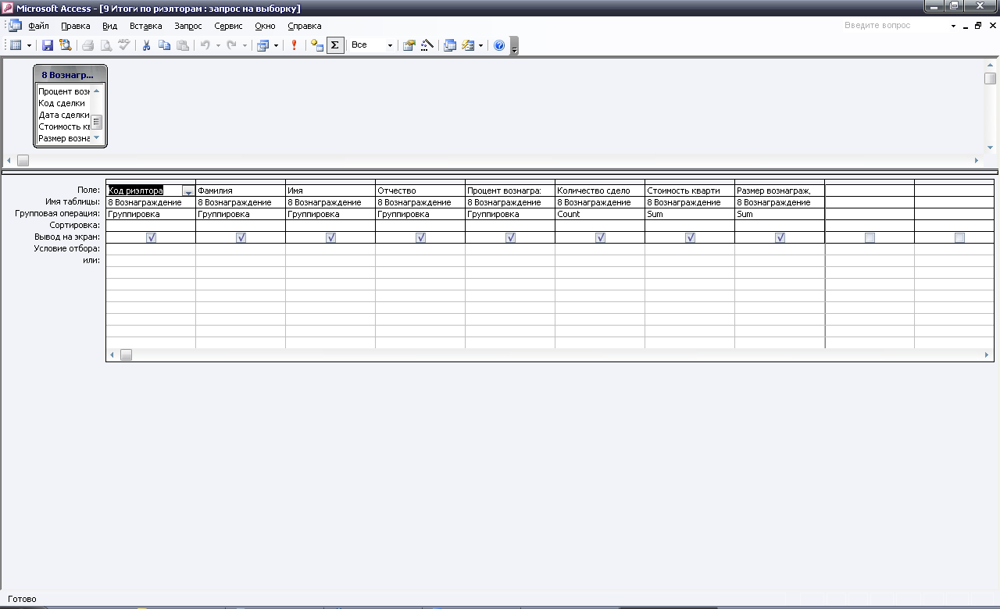 Microsoft Access - [9 Итоги по риэлторам : запрос на выборку]
Файл Правка Вид Вставка Запрос Сервис Окно Справка Введите вопрос
Σ Все
8 Вознагр...
Процент возн
Код сделки
Дата сделки
Стоимость кв
Размер возна
Поле: Код риэлтора Фамилия Имя Отчество Процент вознагра: Количество сдело Стоимость кварти Размер вознаграж,
Имя таблицы: 8 Вознаграждение 8 Вознаграждение 8 Вознаграждение 8 Вознаграждение 8 Вознаграждение 8 Вознаграждение 8 Вознаграждение 8 Вознаграждение
Групповая операция: Группировка Группировка Группировка Группировка Группировка Count Sum Sum
Сортировка:
Вывод на экран:
Условие отбора:
или:
Готово